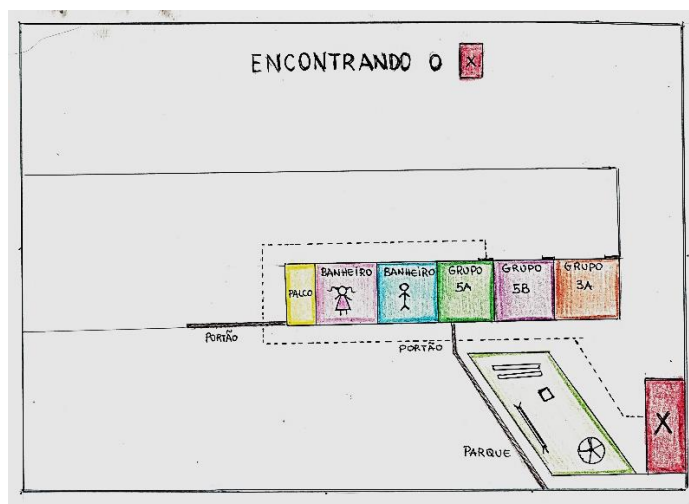 ENCONTRANDO O X
PALCO
BANHEIRO
BANHEIRO
GRUPO
5A
GRUPO
5B
GRUPO
3A
PORTÃO
PORTÃO
PARQUE
X